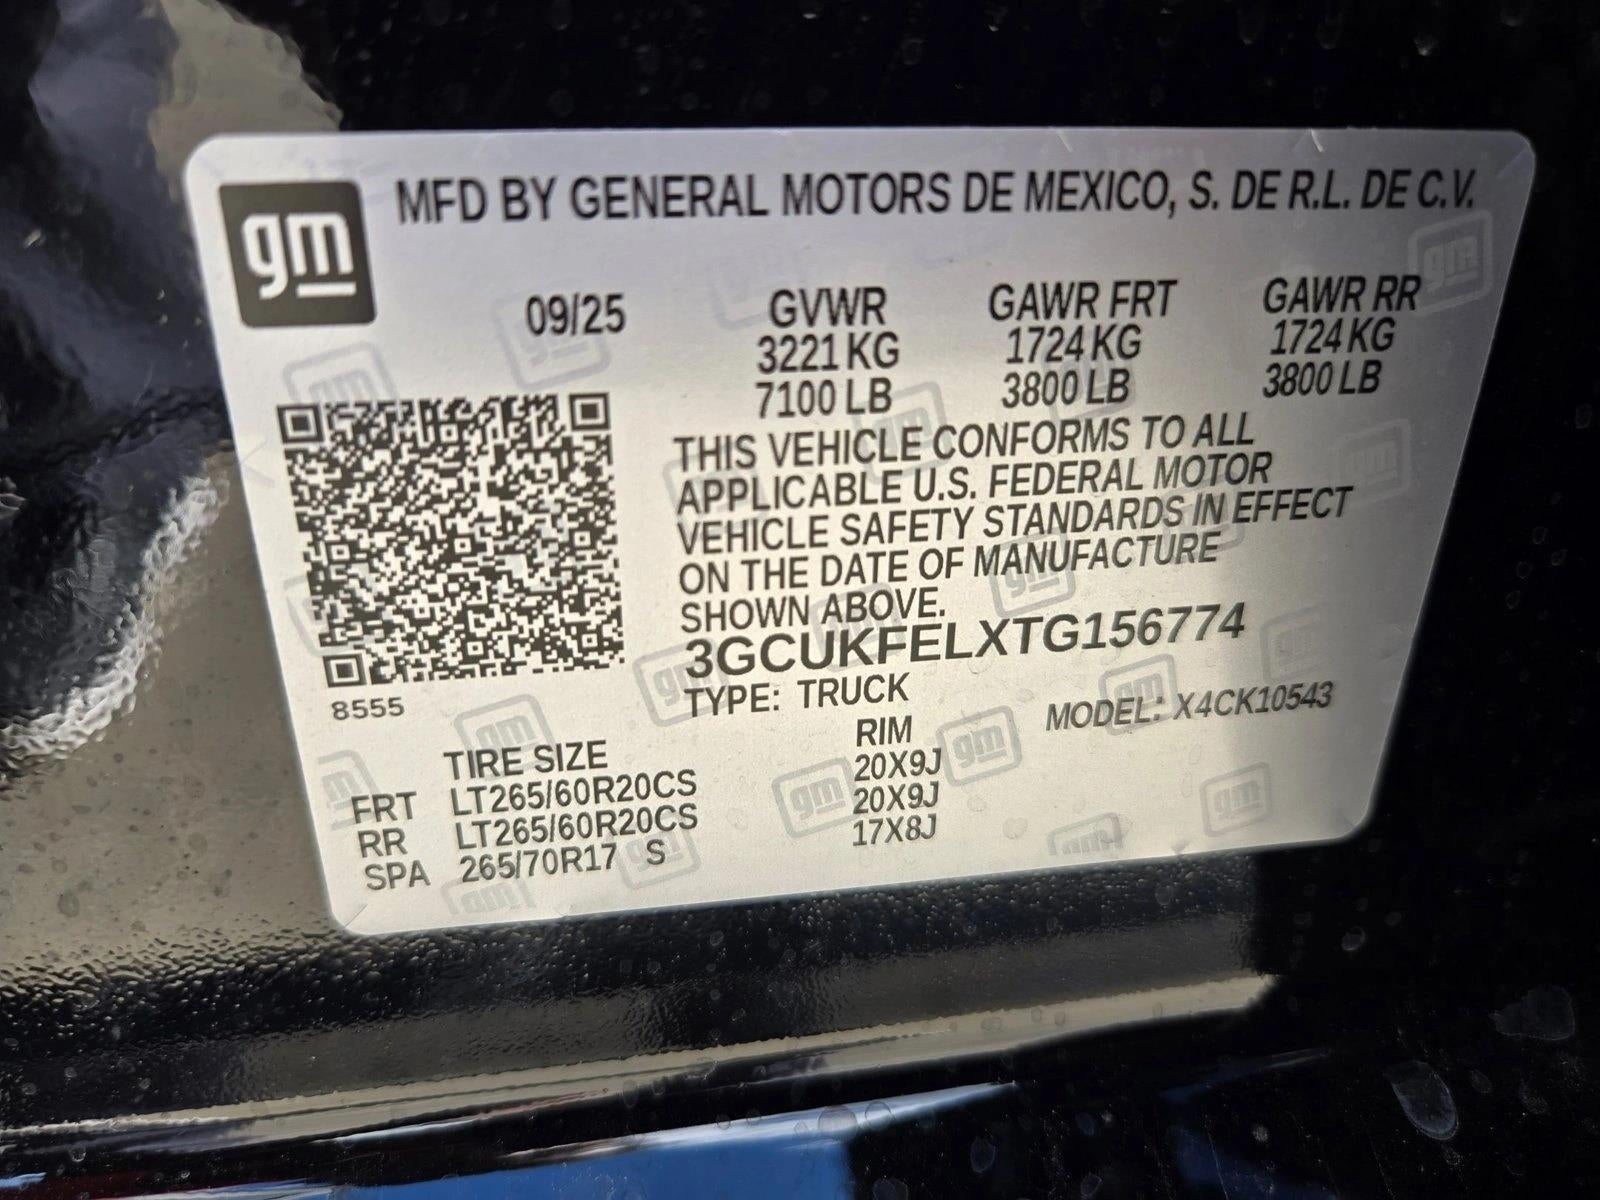 gm
MFD BY GENERAL MOTORS DE MEXICO, S. DE R.L. DE C.V.
09/25 GVWR GAWR FRT GAWR RR
3221 KG 1724 KG 1724 KG
7100 LB 3800 LB 3800 LB
THIS VEHICLE CONFORMS TO ALL
APPLICABLE U.S. FEDERAL MOTOR
VEHICLE SAFETY STANDARDS IN EFFECT
ON THE DATE OF MANUFACTURE
SHOWN ABOVE.
3GCUKFELXTG156774
8555
TYPE: TRUCK MODEL: X4CK10543
TIRE SIZE RIM
FRT LT265/60R20CS 20X9J
RR LT265/60R20CS 20X9J
SPA 265/70R17 S 17X8J